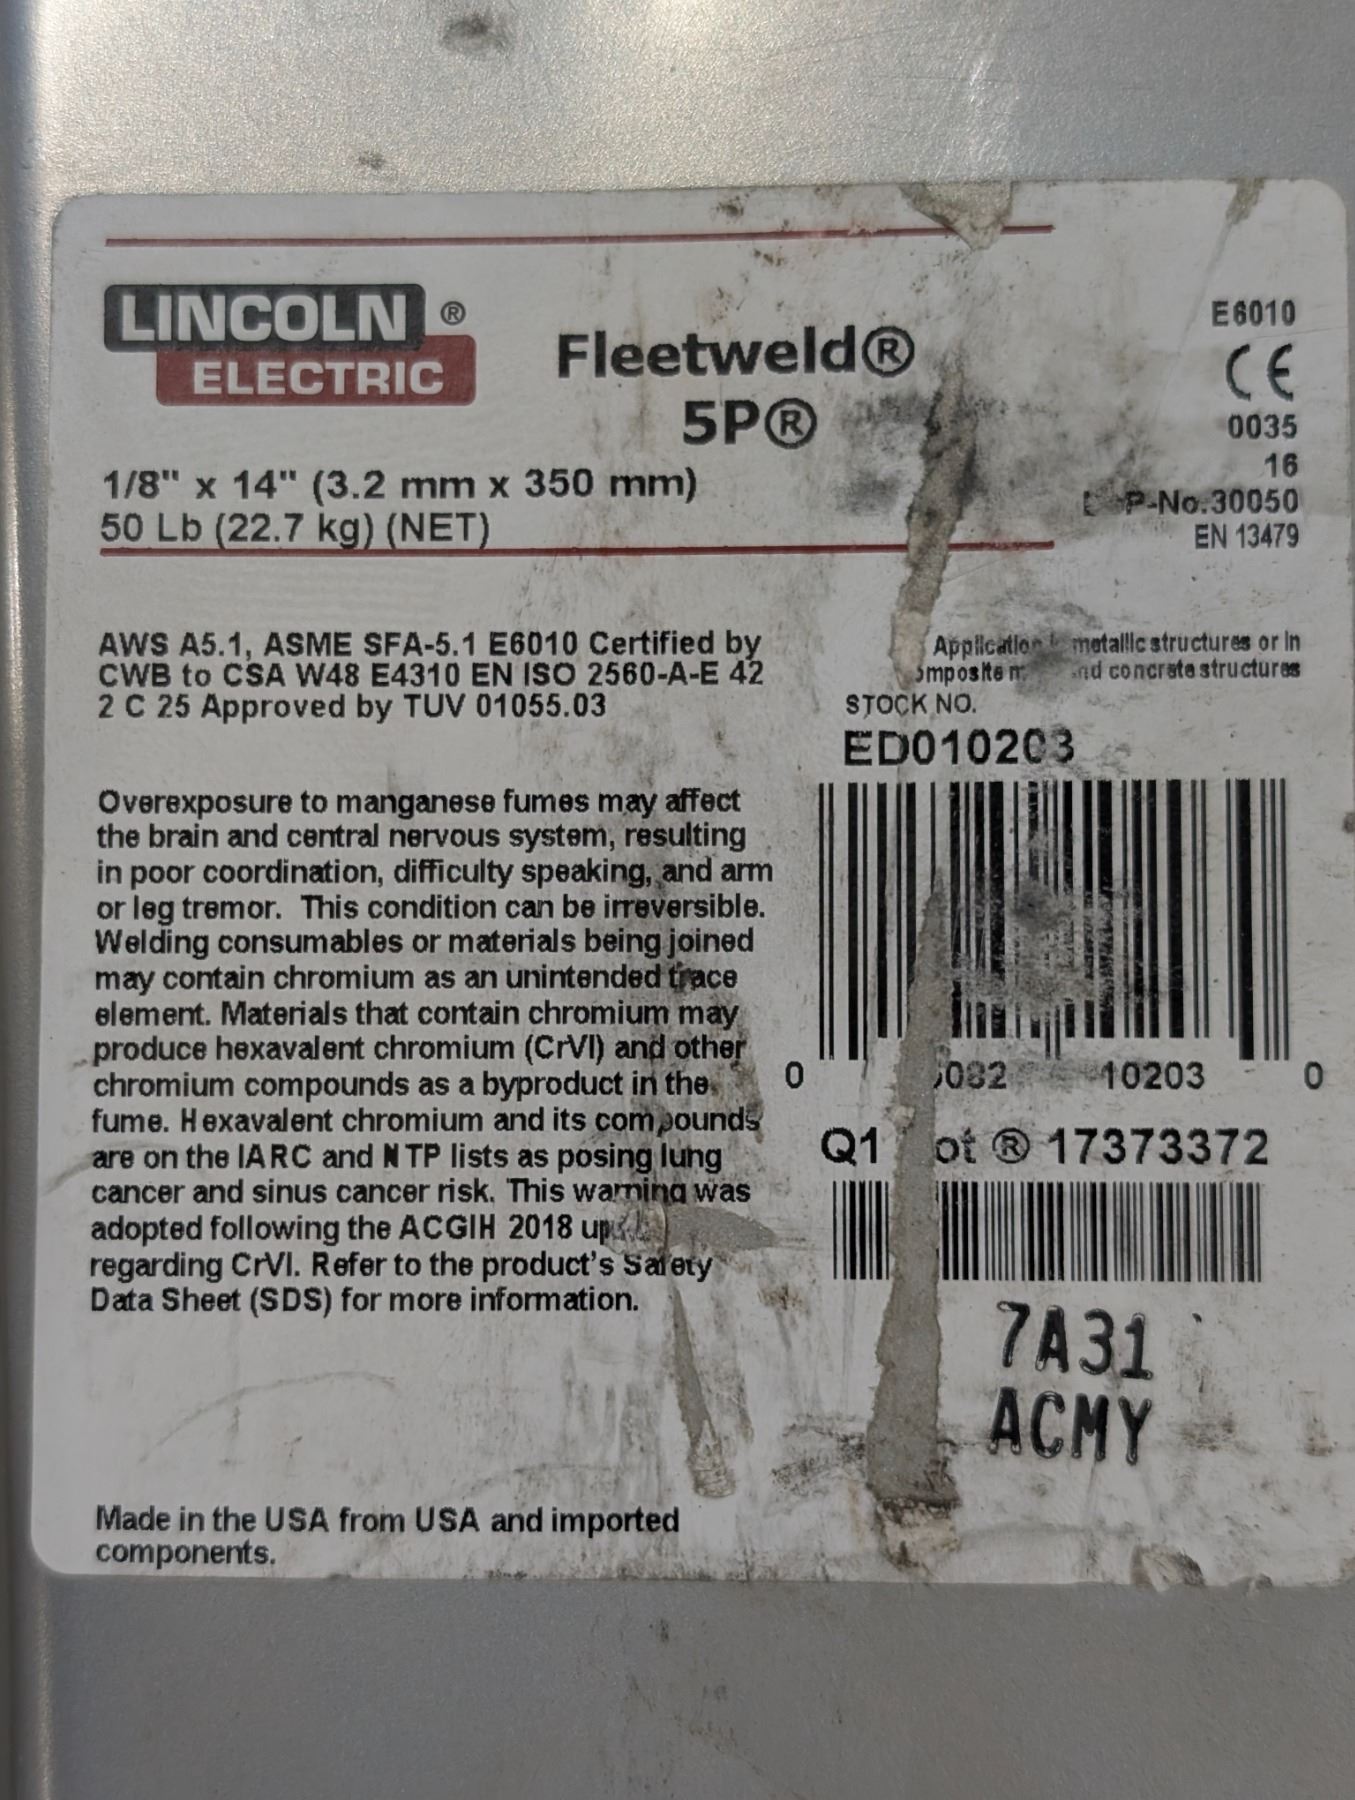 LINCOLN ®
ELECTRIC
Fleetweld®
5P®
1/8" x 14" (3.2 mm x 350 mm)
50 Lb (22.7 kg) (NET)
E6010
CE
0035
16
P-No.30050
EN 13479
AWS A5.1, ASME SFA-5.1 E6010 Certified by
CWB to CSA W48 E4310 EN ISO 2560-A-E 42
2 C 25 Approved by TUV 01055.03
Application metallic structures or in
concrete structures
STOCK NO.
ED010203
Overexposure to manganese fumes may affect
the brain and central nervous system, resulting
in poor coordination, difficulty speaking, and arm
or leg tremor. This condition can be irreversible.
Welding consumables or materials being joined
may contain chromium as an unintended trace
element. Materials that contain chromium may
produce hexavalent chromium (CrVI) and other
chromium compounds as a byproduct in the
fume. Hexavalent chromium and its compounds
are on the IARC and NTP lists as posing lung
cancer and sinus cancer risk. This warning was
adopted following the ACGIH 2018
regarding CrVI. Refer to the product's Safety
Data Sheet (SDS) for more information.
0 10203 0
Q1 ® 17373372
7A31
ACMY
Made in the USA from USA and imported
components.